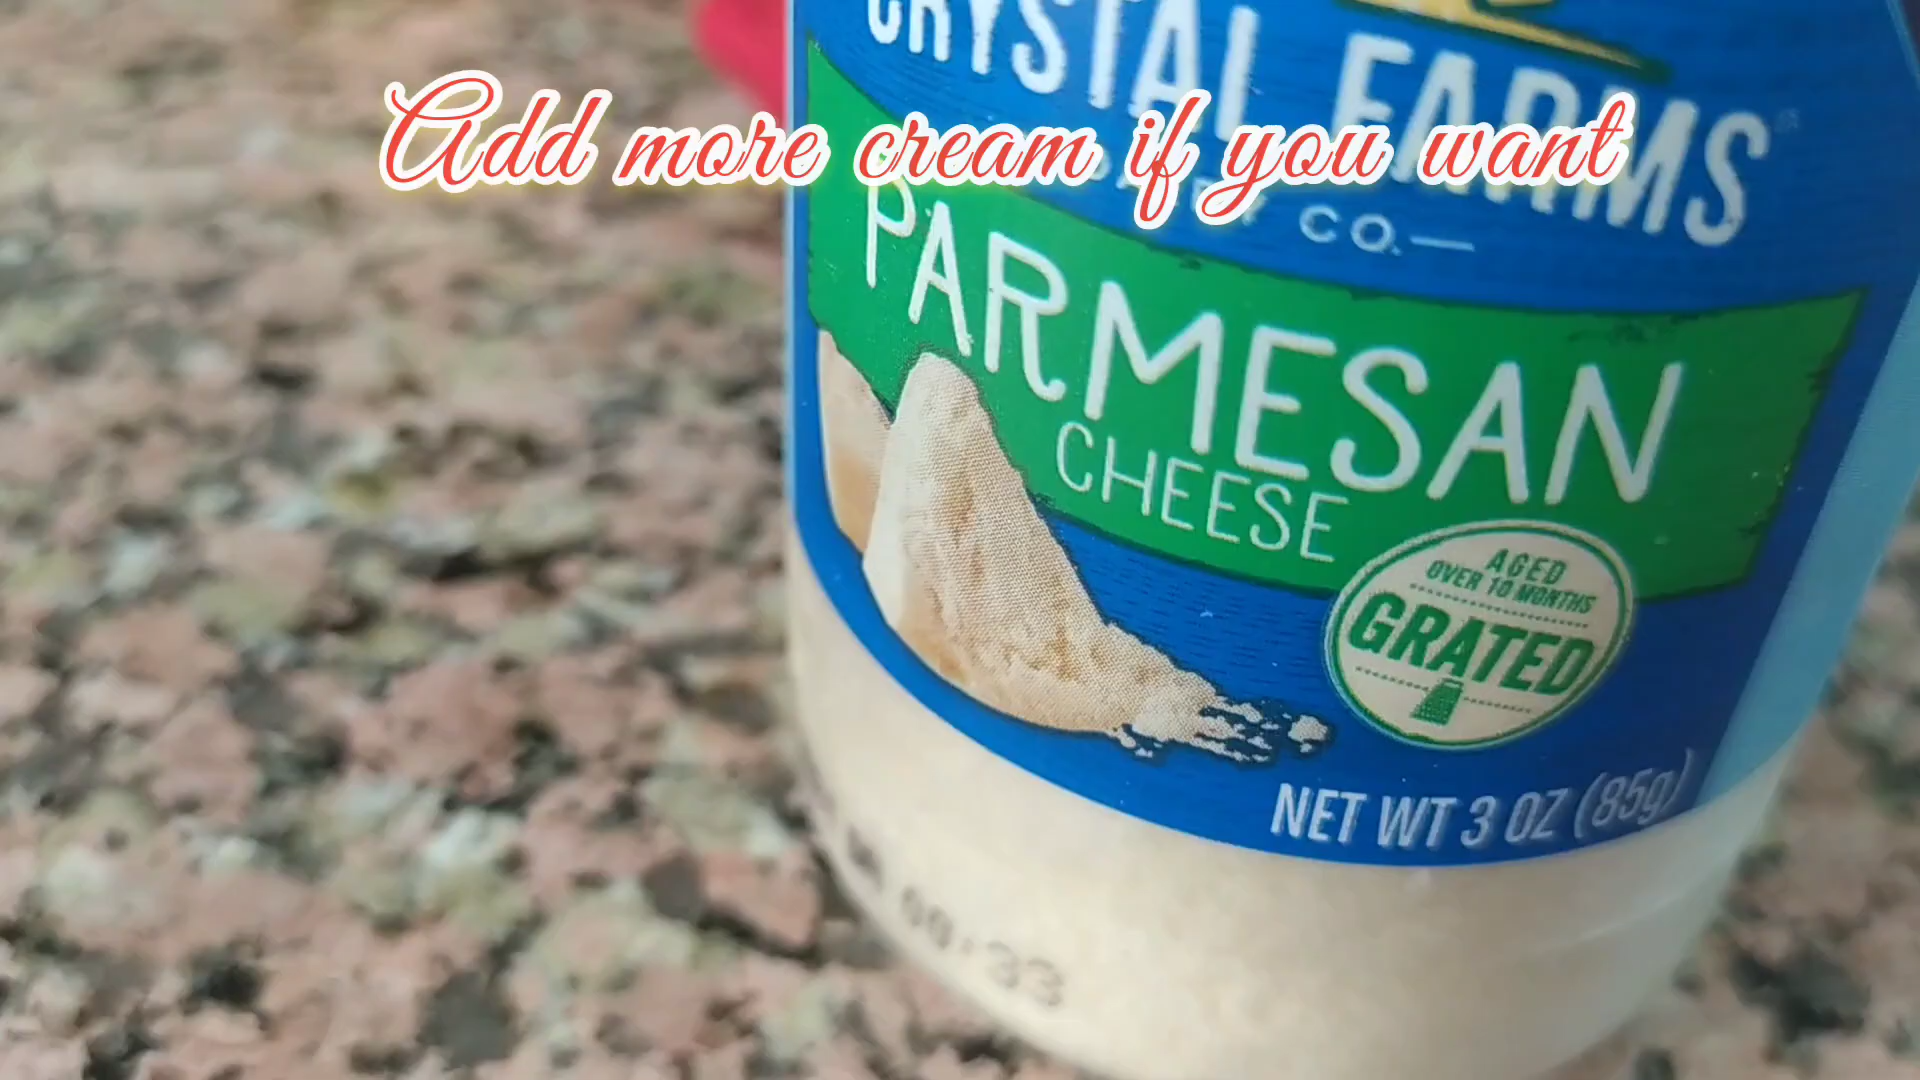 CRYSTAL FARMS
Add more cream if you want
CO.
PARMESAN
CHEESE
AGED
OVER 10 MONTHS
GRATED
NET WT 3 OZ (85g)